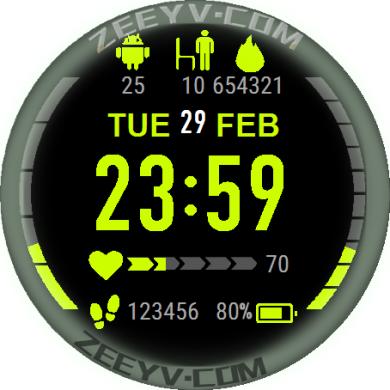 ZEEYV-COM
25 10 654321
TUE 29 FEB
23:59
70
123456 80%
ZEEYV-COM